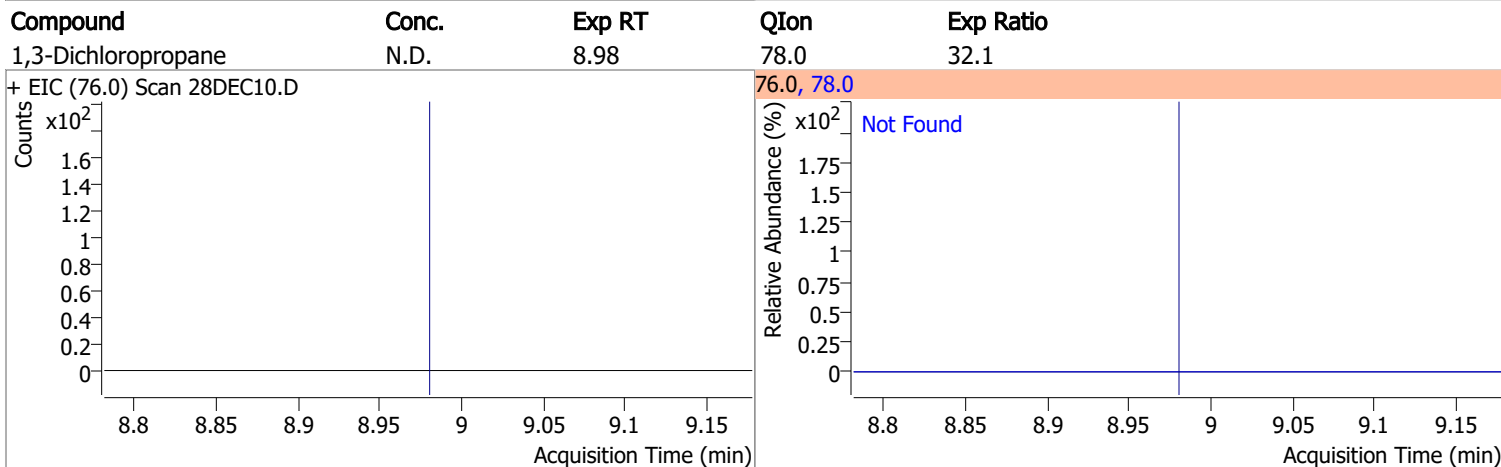 Compound Conc. Exp RT QIon Exp Ratio
1,3-Dichloropropane N.D. 8.98 78.0 32.1
+ EIC (76.0) Scan 28DEC10.D
Counts
x10²
1.6
1.4
1.2
1
0.8
0.6
0.4
0.2
0
8.8 8.85 8.9 8.95 9 9.05 9.1 9.15
Acquisition Time (min)
76.0, 78.0
Relative Abundance (%)
x10²
Not Found
1.75
1.5
1.25
1
0.75
0.5
0.25
0
8.8 8.85 8.9 8.95 9 9.05 9.1 9.15
Acquisition Time (min)